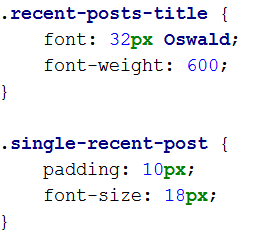 .recent-posts-title {
    font: 32px Oswald;
    font-weight: 600;
}

.single-recent-post {
    padding: 10px;
    font-size: 18px;
}